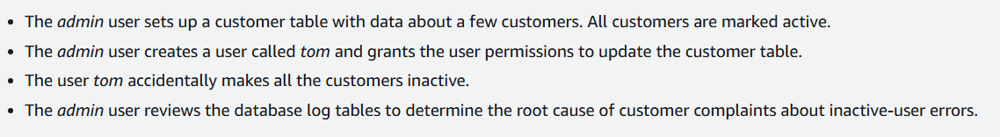 • The admin user sets up a customer table with data about a few customers. All customers are marked active.
• The admin user creates a user called tom and grants the user permissions to update the customer table.
• The user tom accidentally makes all the customers inactive.
• The admin user reviews the database log tables to determine the root cause of customer complaints about inactive-user errors.